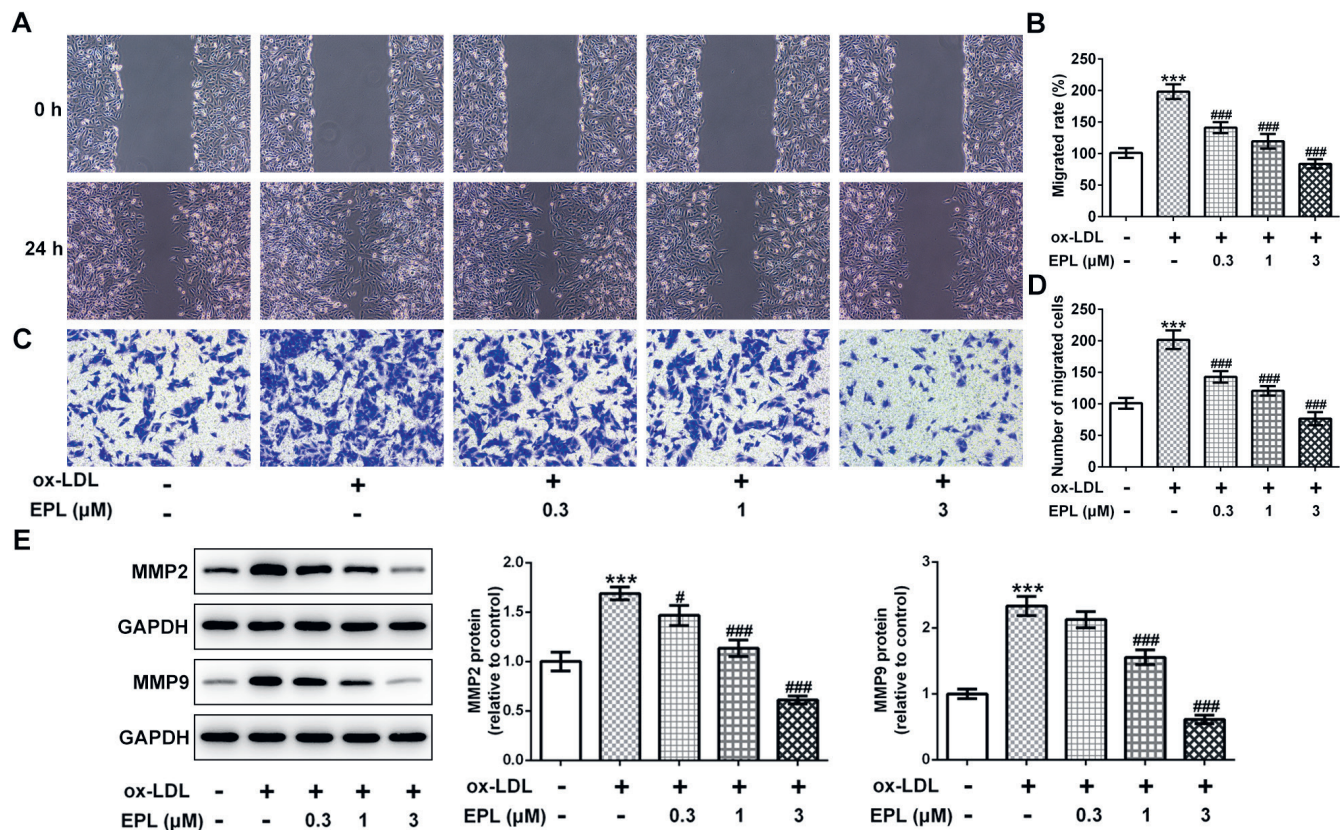 A
0 h
24 h
C
ox-LDL - + + + +
EPL (μM) - - 0.3 1 3
B
Migrated rate (%)
250
200
150
100
50
0
***
###
###
###
ox-LDL - + + + +
EPL (μM) - - 0.3 1 3
D
Number of migrated cells
250
200
150
100
50
0
***
###
###
###
ox-LDL - + + + +
EPL (μM) - - 0.3 1 3
E
MMP2
GAPDH
MMP9
GAPDH
ox-LDL - + + + +
EPL (μM) - - 0.3 1 3
MMP2 protein
(relative to control)
2.0
1.5
1.0
0.5
0.0
***
#
###
###
ox-LDL - + + + +
EPL (μM) - - 0.3 1 3
MMP9 protein
(relative to control)
3
2
1
0
***
###
###
ox-LDL - + + + +
EPL (μM) - - 0.3 1 3